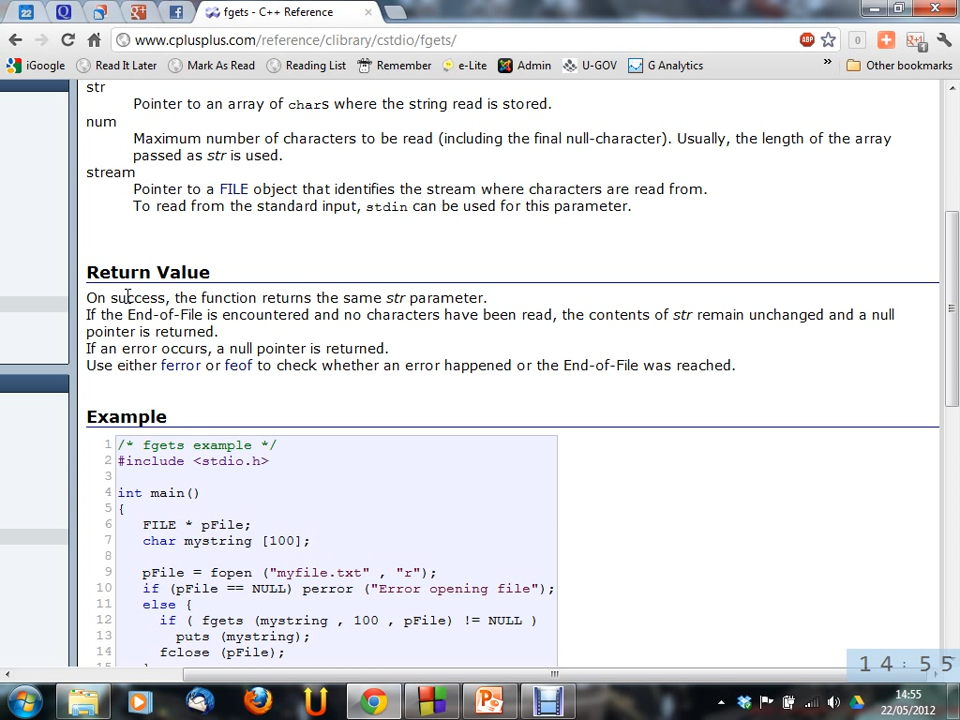 22
fgets - C++ Reference
www.cplusplus.com/reference/clibrary/cstdio/fgets/
ABP
0
1
iGoogle
Read It Later
Mark As Read
Reading List
Remember
e-Lite
Admin
U-GOV
G Analytics
»
Other bookmarks
str
Pointer to an array of chars where the string read is stored.
num
Maximum number of characters to be read (including the final null-character). Usually, the length of the array
passed as str is used.
stream
Pointer to a FILE object that identifies the stream where characters are read from.
To read from the standard input, stdin can be used for this parameter.
Return Value
On success, the function returns the same str parameter.
If the End-of-File is encountered and no characters have been read, the contents of str remain unchanged and a null
pointer is returned.
If an error occurs, a null pointer is returned.
Use either ferror or feof to check whether an error happened or the End-of-File was reached.
Example
1 /* fgets example */
2 #include <stdio.h>
3
4 int main()
5 {
6 FILE * pFile;
7 char mystring [100];
8
9 pFile = fopen ("myfile.txt" , "r");
10 if (pFile == NULL) perror ("Error opening file");
11 else {
12 if ( fgets (mystring , 100 , pFile) != NULL )
13 puts (mystring);
14 fclose (pFile);
15 }
14:55
14:55
22/05/2012